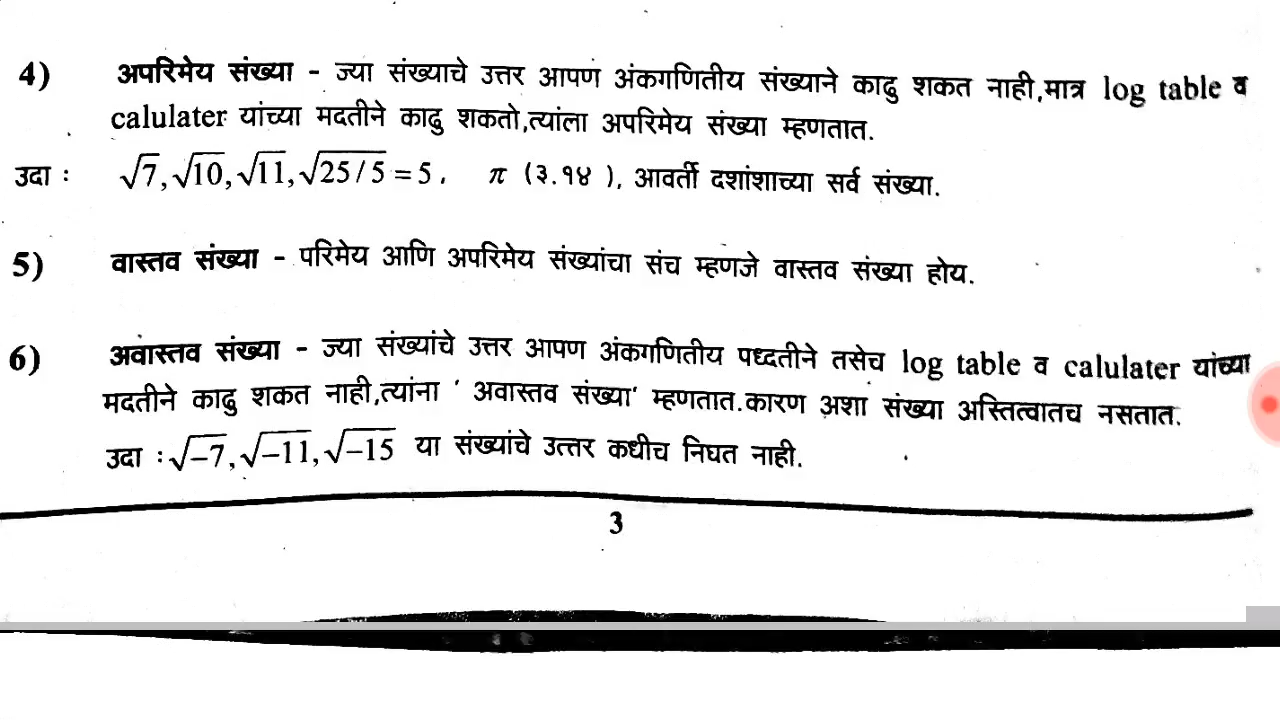 4) अपरिमेय संख्या - ज्या संख्याचे उत्तर आपण अंकगणितीय संख्याने काढु शकत नाही,मात्र log table व
calulater यांच्या मदतीने काढु शकतो,त्यांला अपरिमेय संख्या म्हणतात.
उदा : √7, √10, √11, √25/5 = 5, π (३.१४ ), आवर्ती दशांशाच्या सर्व संख्या.
5) वास्तव संख्या - परिमेय आणि अपरिमेय संख्यांचा संच म्हणजे वास्तव संख्या होय.
6) अवास्तव संख्या - ज्या संख्यांचे उत्तर आपण अंकगणितीय पध्दतीने तसेच log table व calulater यांच्या
मदतीने काढु शकत नाही,त्यांना ' अवास्तव संख्या' म्हणतात.कारण अशा संख्या अस्तित्वातच नसतात.
उदा : √-7, √-11, √-15 या संख्यांचे उत्तर कधीच निघत नाही.
3